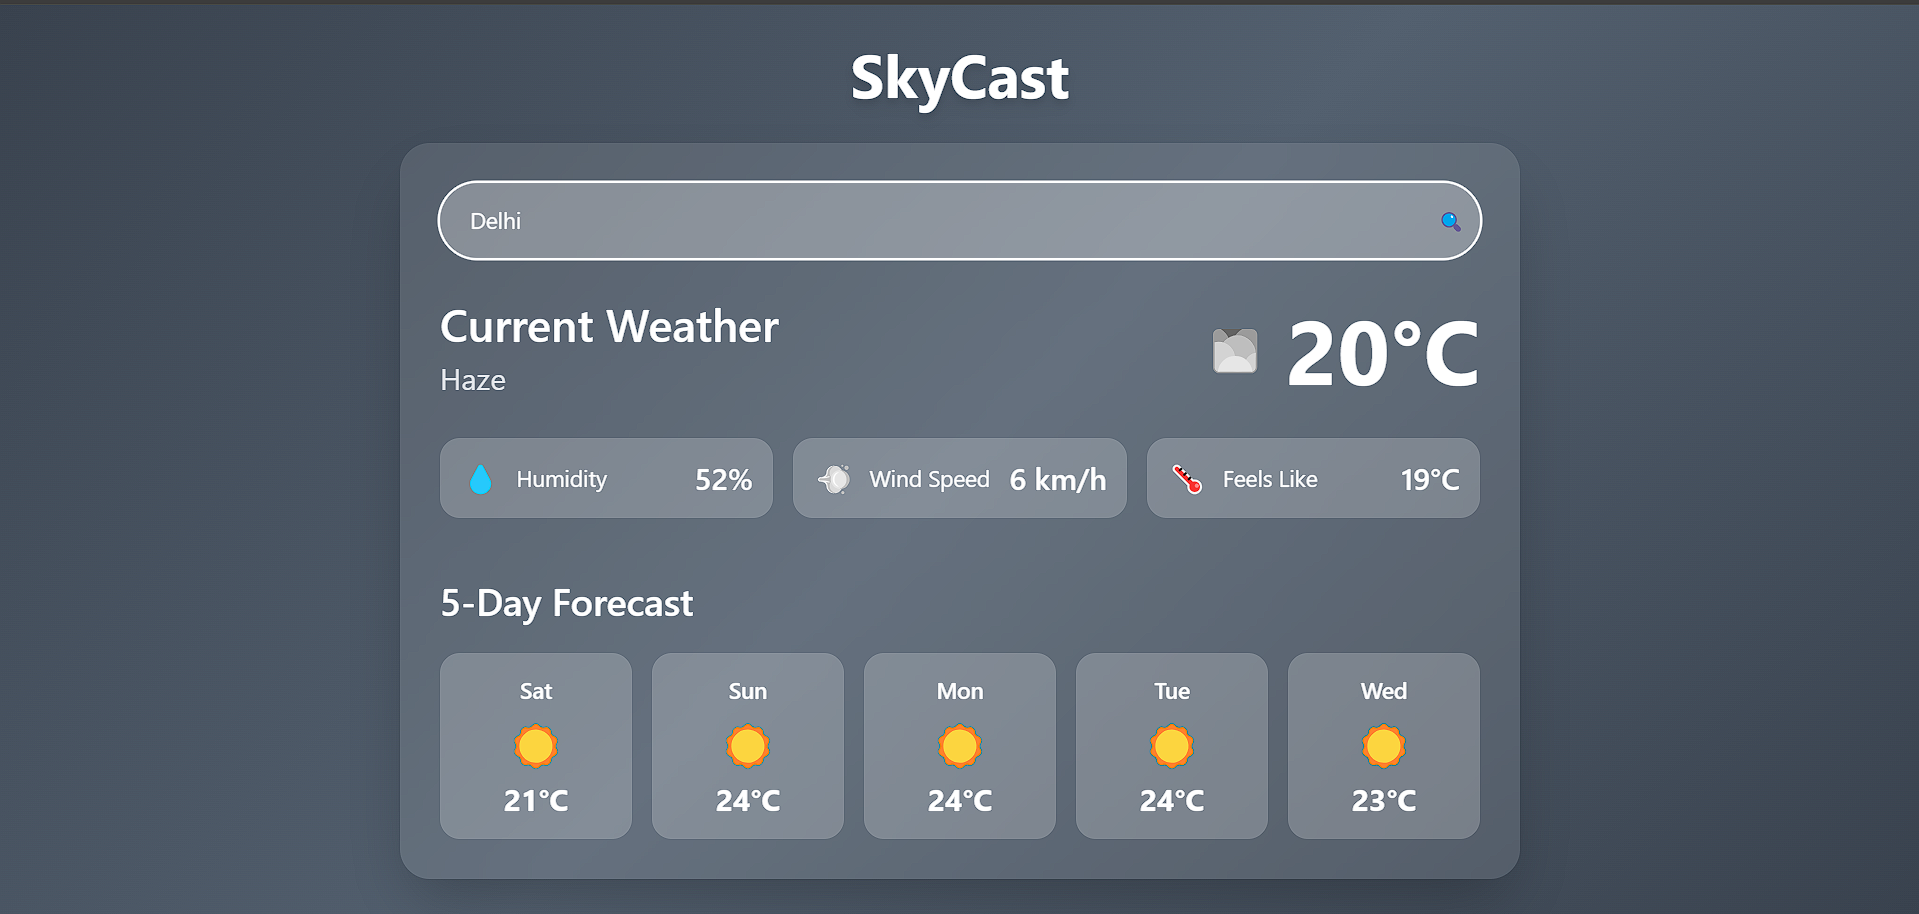 SkyCast
Delhi
Current Weather
Haze
20°C
Humidity 52%
Wind Speed 6 km/h
Feels Like 19°C
5-Day Forecast
Sat
21°C
Sun
24°C
Mon
24°C
Tue
24°C
Wed
23°C